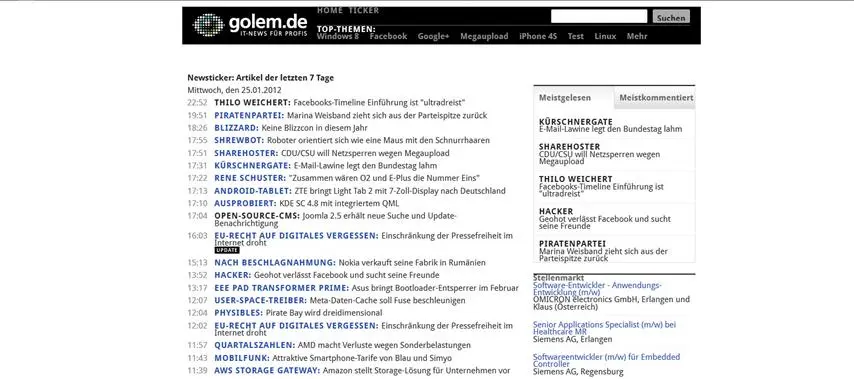 HOME TICKER
golem.de
IT-NEWS FÜR PROFIS
Suchen
TOP-THEMEN:
Windows 8 Facebook Google+ Megaupload iPhone 4S Test Linux Mehr
Newsticker: Artikel der letzten 7 Tage
Mittwoch, den 25.01.2012
22:52 THILO WEICHERT: Facebooks-Timeline Einführung ist "ultradreist"
19:51 PIRATENPARTEI: Marina Weisband zieht sich aus der Parteispitze zurück
18:26 BLIZZARD: Keine Blizzcon in diesem Jahr
17:55 SHREWBOT: Roboter orientiert sich wie eine Maus mit den Schnurrhaaren
17:51 SHAREHOSTER: CDU/CSU will Netzsperren wegen Megaupload
17:31 KÜRSCHNERGATE: E-Mail-Lawine legt den Bundestag lahm
17:22 RENE SCHUSTER: "Zusammen wären O2 und E-Plus die Nummer Eins"
17:13 ANDROID-TABLET: ZTE bringt Light Tab 2 mit 7-Zoll-Display nach Deutschland
17:10 AUSPROBIERT: KDE SC 4.8 mit integriertem QML
17:04 OPEN-SOURCE-CMS: Joomla 2.5 erhält neue Suche und Update-
Benachrichtigung
16:03 EU-RECHT AUF DIGITALES VERGESSEN: Einschränkung der Pressefreiheit im
Internet droht
UPDATE
15:13 NACH BESCHLAGNAHMUNG: Nokia verkauft seine Fabrik in Rumänien
13:52 HACKER: Geohot verlässt Facebook und sucht seine Freunde
13:17 EEE PAD TRANSFORMER PRIME: Asus bringt Bootloader-Entsperrer im Februar
12:07 USER-SPACE-TREIBER: Meta-Daten-Cache soll Fuse beschleunigen
12:04 PHYSIBLES: Pirate Bay wird dreidimensional
12:02 EU-RECHT AUF DIGITALES VERGESSEN: Einschränkung der Pressefreiheit im
Internet droht
11:57 QUARTALSZAHLEN: AMD macht Verluste wegen Sonderbelastungen
11:43 MOBILFUNK: Attraktive Smartphone-Tarife von Blau und Simyo
11:39 AWS STORAGE GATEWAY: Amazon stellt Storage-Lösung für Unternehmen vor
Meistgelesen Meistkommentiert
KÜRSCHNERGATE
E-Mail-Lawine legt den Bundestag lahm
SHAREHOSTER
CDU/CSU will Netzsperren wegen
Megaupload
THILO WEICHERT
Facebooks-Timeline Einführung ist
"ultradreist"
HACKER
Geohot verlässt Facebook und sucht
seine Freunde
PIRATENPARTEI
Marina Weisband zieht sich aus der
Parteispitze zurück
Stellenmarkt
Software-Entwickler - Anwendungs-
Entwicklung (m/w)
OMICRON electronics GmbH, Erlangen und
Klaus (Österreich)
Senior Applications Specialist (m/w) bei
Healthcare MR
Siemens AG, Erlangen
Softwareentwickler (m/w) für Embedded
Controller
Siemens AG, Regensburg